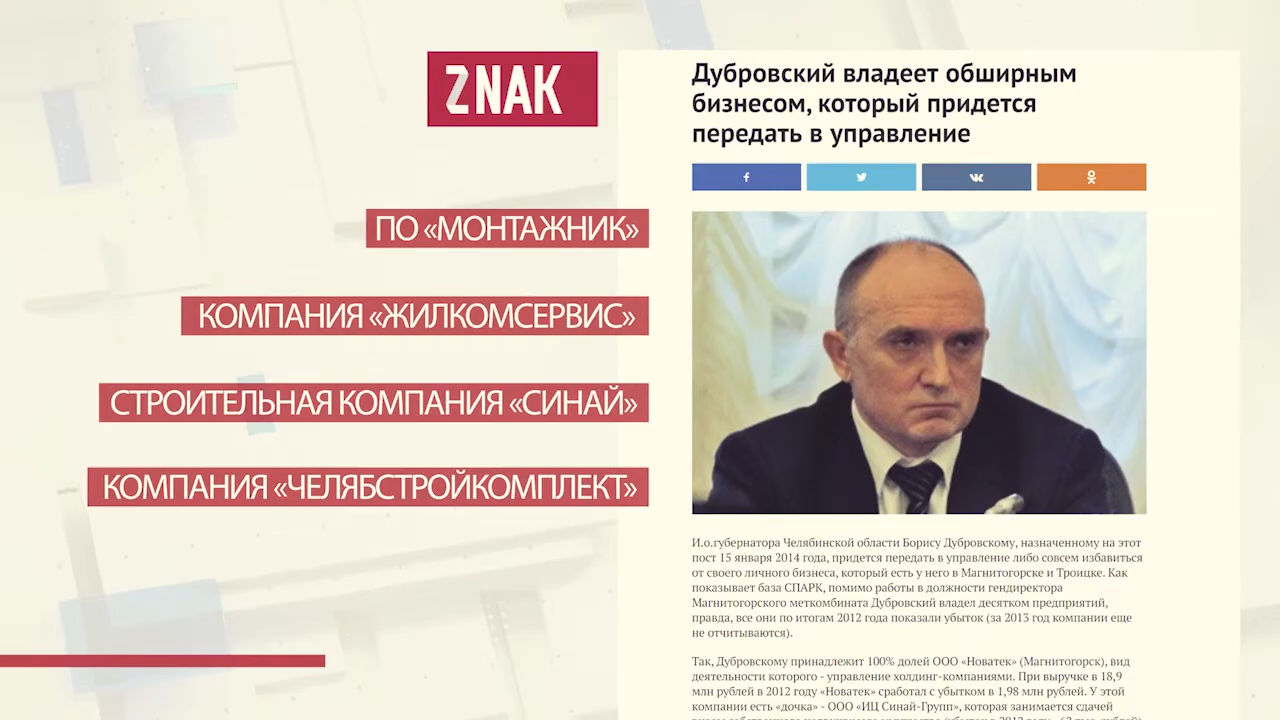 ZNAK
ПО «МОНТАЖНИК»
КОМПАНИЯ «ЖИЛКОМСЕРВИС»
СТРОИТЕЛЬНАЯ КОМПАНИЯ «СИНАЙ»
КОМПАНИЯ «ЧЕЛЯБСТРОЙКОМПЛЕКТ»
Дубровский владеет обширным
бизнесом, который придется
передать в управление
И.о.губернатора Челябинской области Борису Дубровскому, назначенному на этот
пост 15 января 2014 года, придется передать в управление либо совсем избавиться
от своего личного бизнеса, который есть у него в Магнитогорске и Троицке. Как
показывает база СПАРК, помимо работы в должности гендиректора
Магнитогорского меткомбината Дубровский владел десятком предприятий,
правда, все они по итогам 2012 года показали убыток (за 2013 год компании еще
не отчитываются).
Так, Дубровскому принадлежит 100% долей ООО «Новатек» (Магнитогорск), вид
деятельности которого - управление холдинг-компаниями. При выручке в 18,9
млн рублей в 2012 году «Новатек» сработал с убытком в 1,98 млн рублей. У этой
компании есть «дочка» - ООО «ИЦ Синай-Групп», которая занимается сдачей